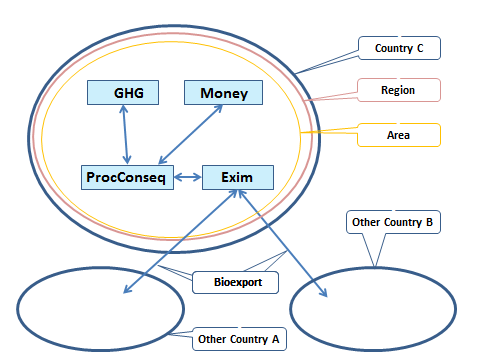 Country C
GHG
Money
Region
Area
ProcConseq
Exim
Other Country B
Bioexport
Other Country A